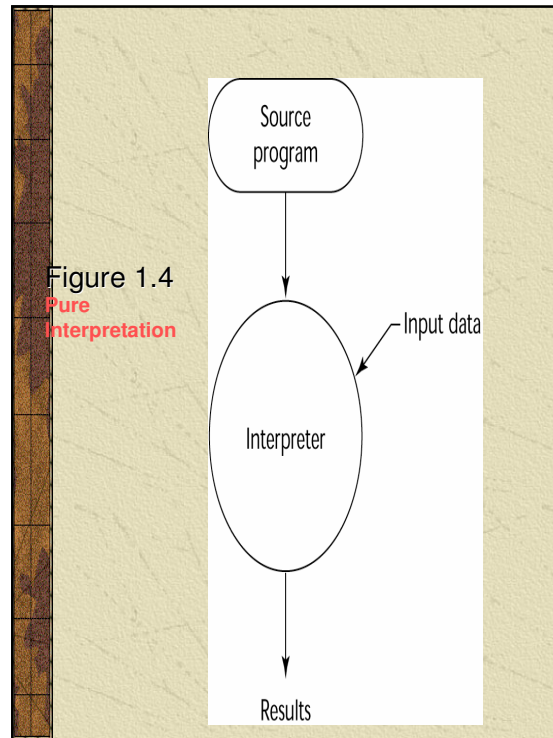 Source
program
Figure 1.4
Pure
Interpretation
Input data
Interpreter
Results